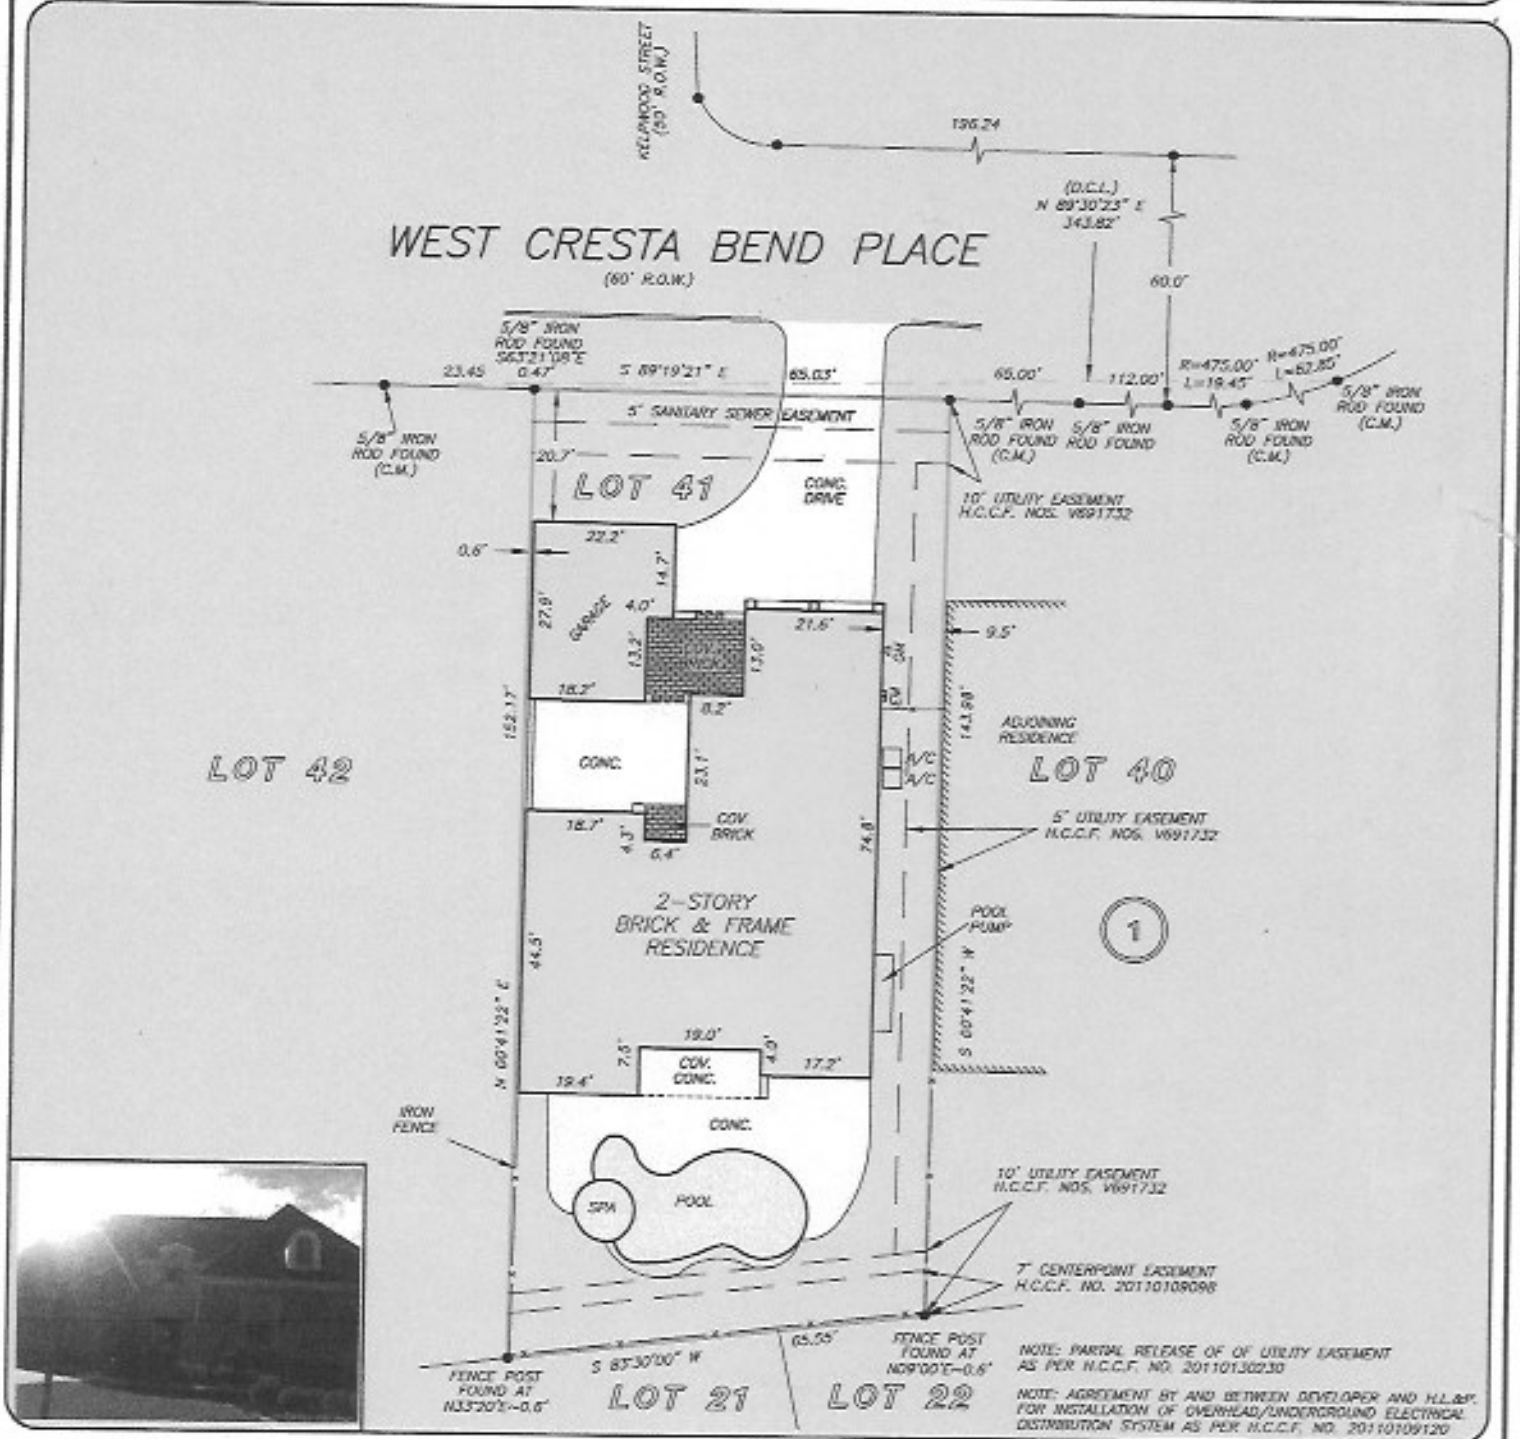 KELPWOOD STREET
(50' R.O.W.)
196.24
(D.C.L.)
N 89°30'23" E
343.82'
WEST CRESTA BEND PLACE
(60' R.O.W.)
60.0'
5/8" IRON
ROD FOUND
S63°21'08"E
0.47'
23.45
S 89°19'21" E
65.03'
65.00'
112.00'
R=475.00'
L=19.45'
R=475.00'
L=62.85'
5/8" IRON
ROD FOUND
(C.M.)
5/8" IRON
ROD FOUND
(C.M.)
5/8" IRON
ROD FOUND
5/8" IRON
ROD FOUND
(C.M.)
5/8" IRON
ROD FOUND
(C.M.)
5' SANITARY SEWER EASEMENT
20.7'
LOT 41
CONC.
DRIVE
10' UTILITY EASEMENT
H.C.C.F. NOS. V691732
0.6'
22.2'
14.7'
27.9'
GARAGE
4.0'
13.2'
COV.
BRICK
13.0'
21.6'
GM
9.5'
18.2'
8.2'
EM
152.17'
143.98'
ADJOINING
RESIDENCE
LOT 42
CONC.
23.1'
A/C
A/C
LOT 40
18.7'
4.3'
6.4'
COV.
BRICK
74.8'
5' UTILITY EASEMENT
H.C.C.F. NOS. V691732
2-STORY
BRICK & FRAME
RESIDENCE
POOL
PUMP
1
44.5'
N 00°41'22" E
S 00°41'22" W
19.0'
7.5'
COV.
CONC.
4.0'
17.2'
19.4'
IRON
FENCE
CONC.
SPA
POOL
10' UTILITY EASEMENT
H.C.C.F. NOS. V691732
7' CENTERPOINT EASEMENT
H.C.C.F. NO. 20110109098
65.55'
S 83°30'00" W
FENCE POST
FOUND AT
N33°20'E~0.6'
FENCE POST
FOUND AT
N09°00'E~0.6'
LOT 21
LOT 22
NOTE: PARTIAL RELEASE OF OF UTILITY EASEMENT
AS PER H.C.C.F. NO. 20110130230
NOTE: AGREEMENT BY AND BETWEEN DEVELOPER AND H.L.&P.
FOR INSTALLATION OF OVERHEAD/UNDERGROUND ELECTRICAL
DISTRIBUTION SYSTEM AS PER H.C.C.F. NO. 20110109120